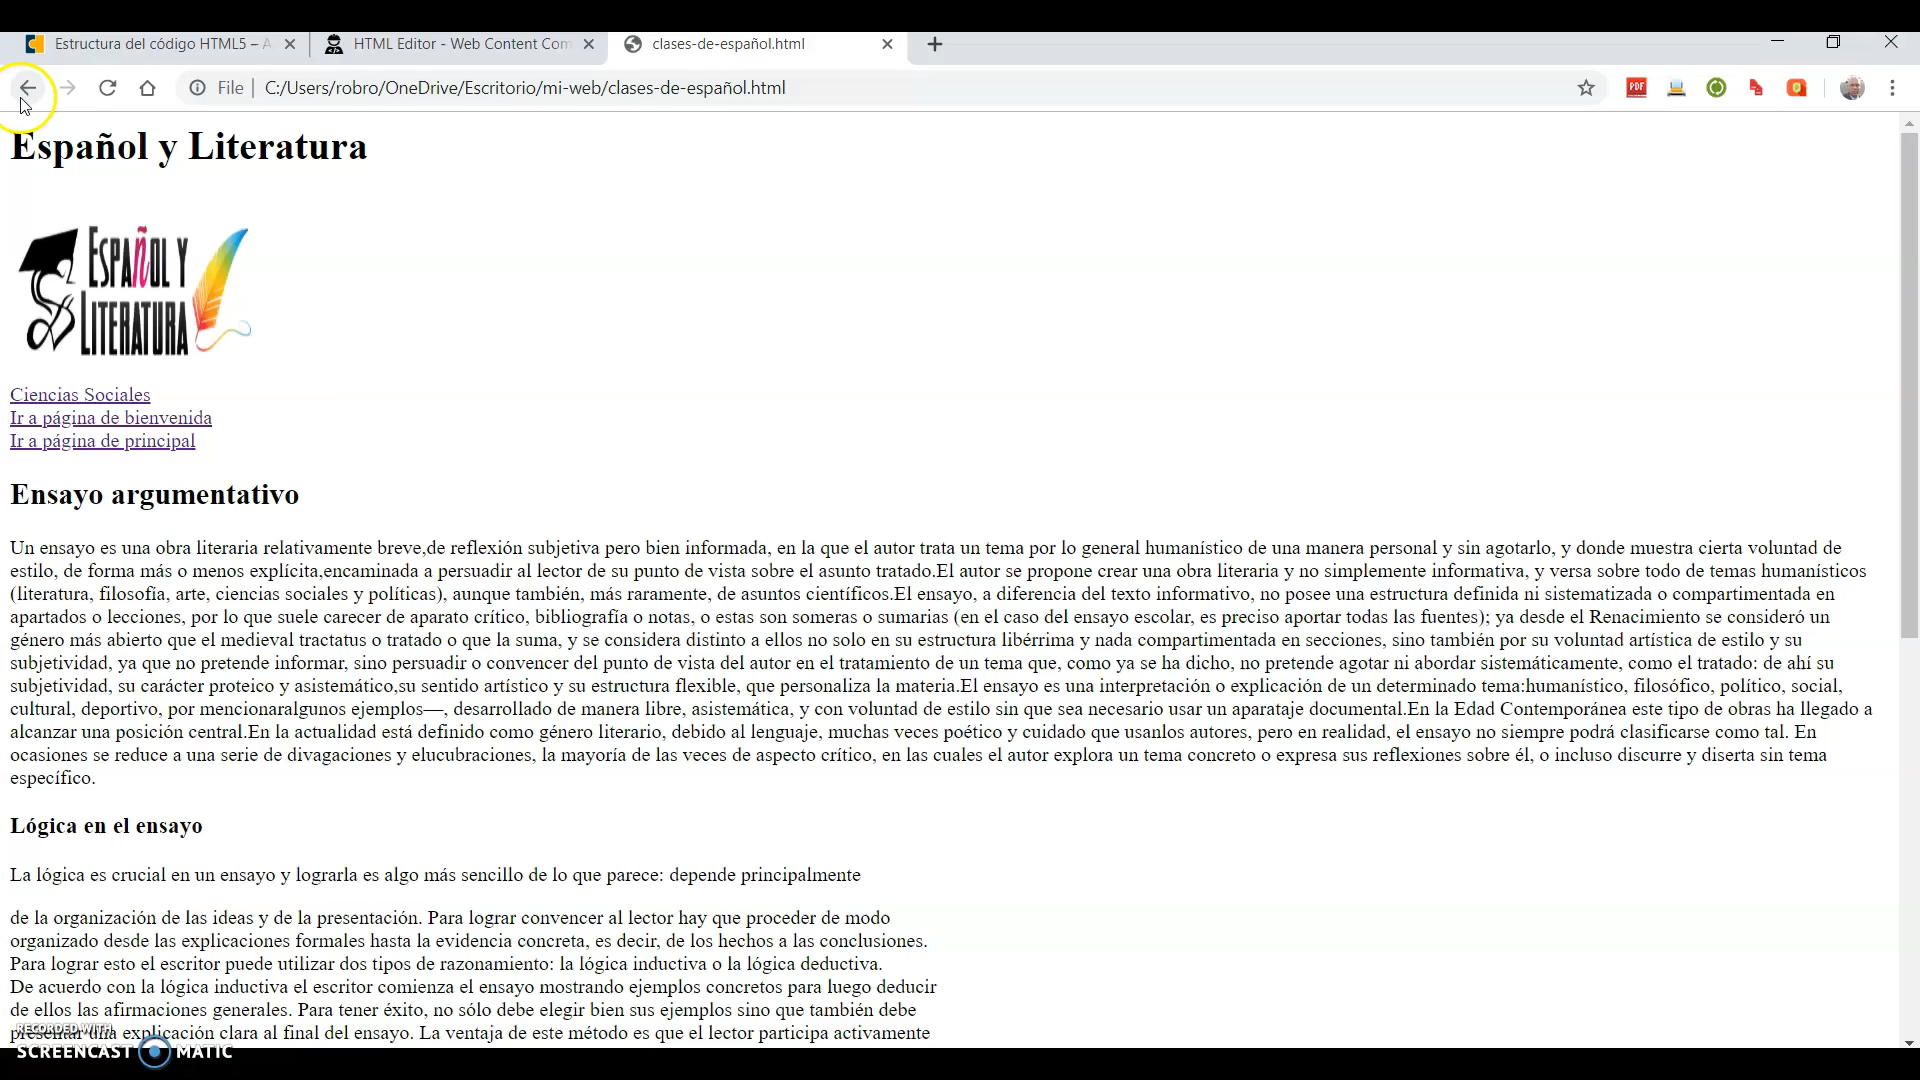 Estructura del código HTML5 – A
HTML Editor - Web Content Com
clases-de-español.html
File
C:/Users/robro/OneDrive/Escritorio/mi-web/clases-de-español.html
PDF
Español y Literatura
ESPAÑOL Y
LITERATURA
Ciencias Sociales
Ir a página de bienvenida
Ir a página de principal
Ensayo argumentativo
Un ensayo es una obra literaria relativamente breve,de reflexión subjetiva pero bien informada, en la que el autor trata un tema por lo general humanístico de una manera personal y sin agotarlo, y donde muestra cierta voluntad de
estilo, de forma más o menos explícita,encaminada a persuadir al lector de su punto de vista sobre el asunto tratado.El autor se propone crear una obra literaria y no simplemente informativa, y versa sobre todo de temas humanísticos
(literatura, filosofía, arte, ciencias sociales y políticas), aunque también, más raramente, de asuntos científicos.El ensayo, a diferencia del texto informativo, no posee una estructura definida ni sistematizada o compartimentada en
apartados o lecciones, por lo que suele carecer de aparato crítico, bibliografía o notas, o estas son someras o sumarias (en el caso del ensayo escolar, es preciso aportar todas las fuentes); ya desde el Renacimiento se consideró un
género más abierto que el medieval tractatus o tratado o que la suma, y se considera distinto a ellos no solo en su estructura libérrima y nada compartimentada en secciones, sino también por su voluntad artística de estilo y su
subjetividad, ya que no pretende informar, sino persuadir o convencer del punto de vista del autor en el tratamiento de un tema que, como ya se ha dicho, no pretende agotar ni abordar sistemáticamente, como el tratado: de ahí su
subjetividad, su carácter proteico y asistemático,su sentido artístico y su estructura flexible, que personaliza la materia.El ensayo es una interpretación o explicación de un determinado tema:humanístico, filosófico, político, social,
cultural, deportivo, por mencionaralgunos ejemplos—, desarrollado de manera libre, asistemática, y con voluntad de estilo sin que sea necesario usar un aparataje documental.En la Edad Contemporánea este tipo de obras ha llegado a
alcanzar una posición central.En la actualidad está definido como género literario, debido al lenguaje, muchas veces poético y cuidado que usanlos autores, pero en realidad, el ensayo no siempre podrá clasificarse como tal. En
ocasiones se reduce a una serie de divagaciones y elucubraciones, la mayoría de las veces de aspecto crítico, en las cuales el autor explora un tema concreto o expresa sus reflexiones sobre él, o incluso discurre y diserta sin tema
específico.
Lógica en el ensayo
La lógica es crucial en un ensayo y lograrla es algo más sencillo de lo que parece: depende principalmente
de la organización de las ideas y de la presentación. Para lograr convencer al lector hay que proceder de modo
organizado desde las explicaciones formales hasta la evidencia concreta, es decir, de los hechos a las conclusiones.
Para lograr esto el escritor puede utilizar dos tipos de razonamiento: la lógica inductiva o la lógica deductiva.
De acuerdo con la lógica inductiva el escritor comienza el ensayo mostrando ejemplos concretos para luego deducir
de ellos las afirmaciones generales. Para tener éxito, no sólo debe elegir bien sus ejemplos sino que también debe
presentar una explicación clara al final del ensayo. La ventaja de este método es que el lector participa activamente
RECORDED WITH
SCREENCAST MATIC